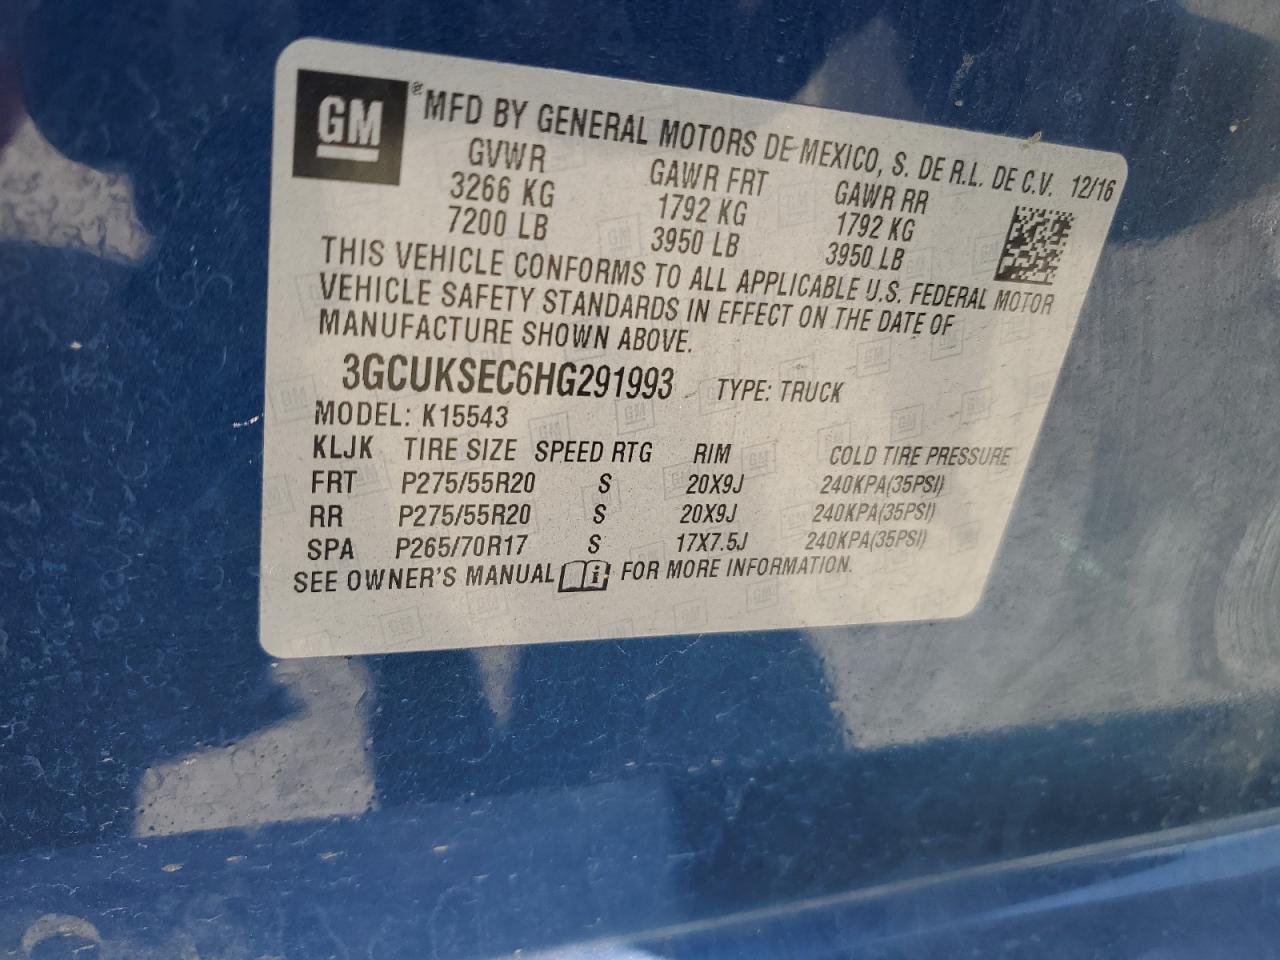 GM® MFD BY GENERAL MOTORS DE MEXICO, S. DE R.L. DE C.V. 12/16
GVWR GAWR FRT GAWR RR
3266 KG 1792 KG 1792 KG
7200 LB 3950 LB 3950 LB
THIS VEHICLE CONFORMS TO ALL APPLICABLE U.S. FEDERAL MOTOR
VEHICLE SAFETY STANDARDS IN EFFECT ON THE DATE OF
MANUFACTURE SHOWN ABOVE.
3GCUKSEC6HG291993 TYPE: TRUCK
MODEL: K15543
KLJK TIRE SIZE SPEED RTG RIM COLD TIRE PRESSURE
FRT P275/55R20 S 20X9J 240KPA(35PSI)
RR P275/55R20 S 20X9J 240KPA(35PSI)
SPA P265/70R17 S 17X7.5J 240KPA(35PSI)
SEE OWNER'S MANUAL i FOR MORE INFORMATION.